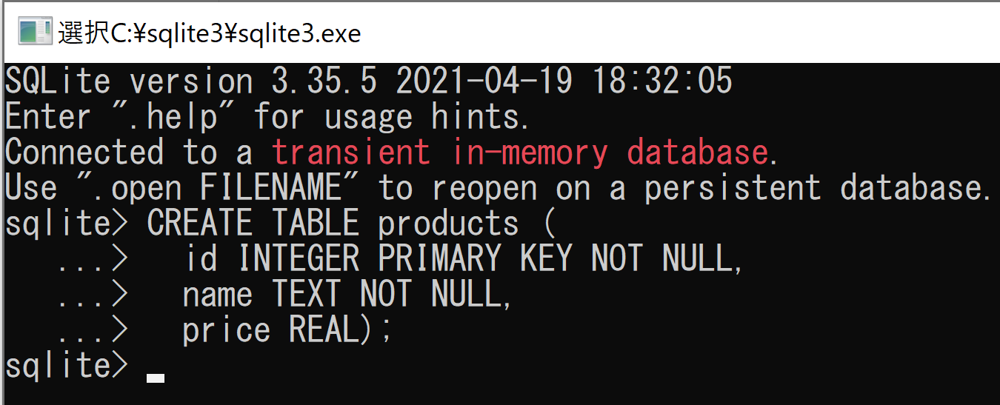 選択C:¥sqlite3¥sqlite3.exe
SQLite version 3.35.5 2021-04-19 18:32:05
Enter ".help" for usage hints.
Connected to a transient in-memory database.
Use ".open FILENAME" to reopen on a persistent database.
sqlite> CREATE TABLE products (
   ...>   id INTEGER PRIMARY KEY NOT NULL,
   ...>   name TEXT NOT NULL,
   ...>   price REAL);
sqlite>